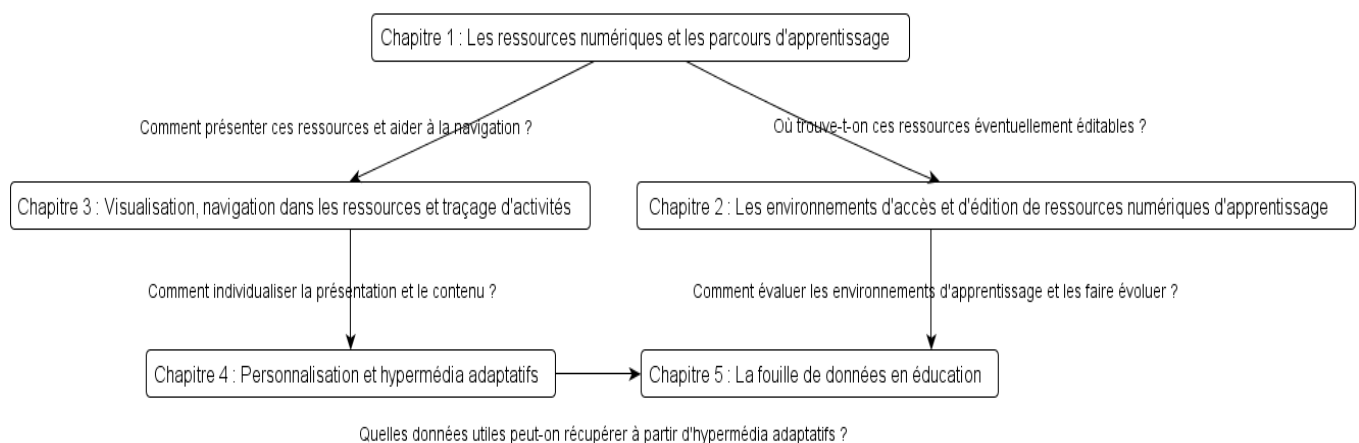 Chapitre 1 : Les ressources numériques et les parcours d'apprentissage
Comment présenter ces ressources et aider à la navigation ?
Où trouve-t-on ces ressources éventuellement éditables ?
Chapitre 3 : Visualisation, navigation dans les ressources et traçage d'activités
Chapitre 2 : Les environnements d'accès et d'édition de ressources numériques d'apprentissage
Comment individualiser la présentation et le contenu ?
Comment évaluer les environnements d'apprentissage et les faire évoluer ?
Chapitre 4 : Personnalisation et hypermédia adaptatifs
Chapitre 5 : La fouille de données en éducation
Quelles données utiles peut-on récupérer à partir d'hypermédia adaptatifs ?